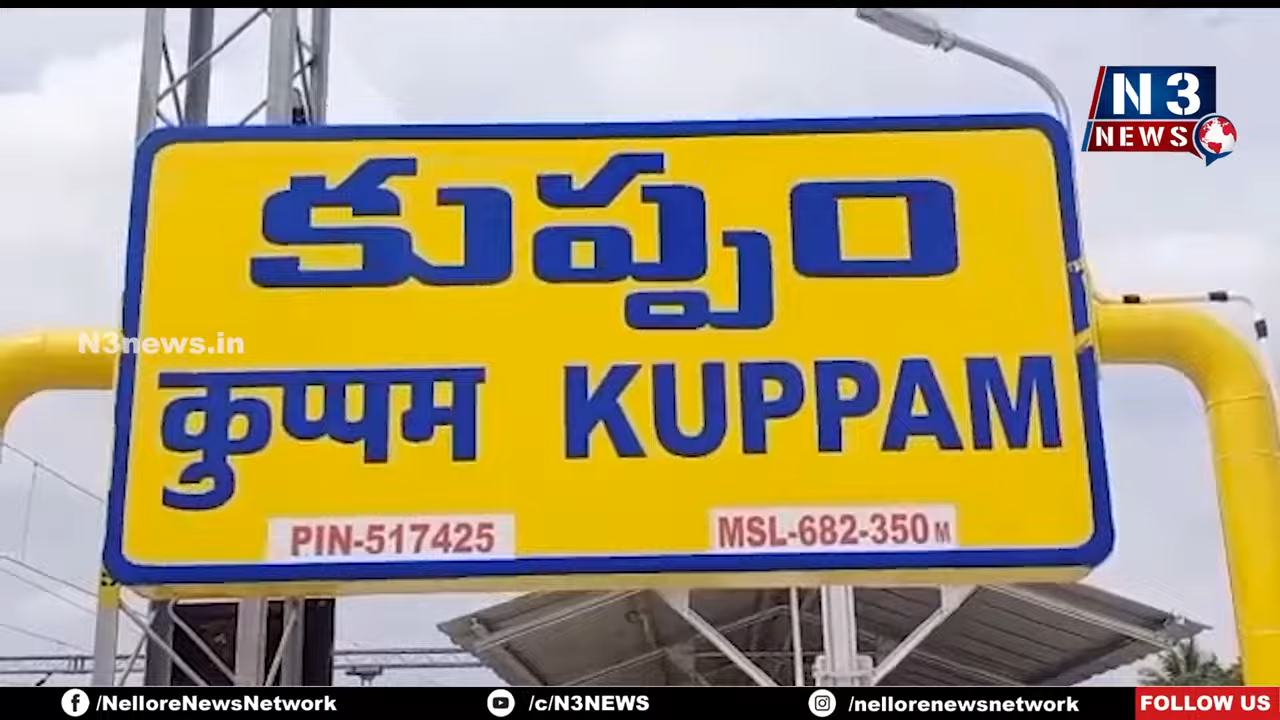 N3
NEWS
కుప్పం
N3news.in
कुप्पम KUPPAM
PIN-517425 MSL-682-350 M
/NelloreNewsNetwork /c/N3NEWS /nellorenewsnetwork FOLLOW US